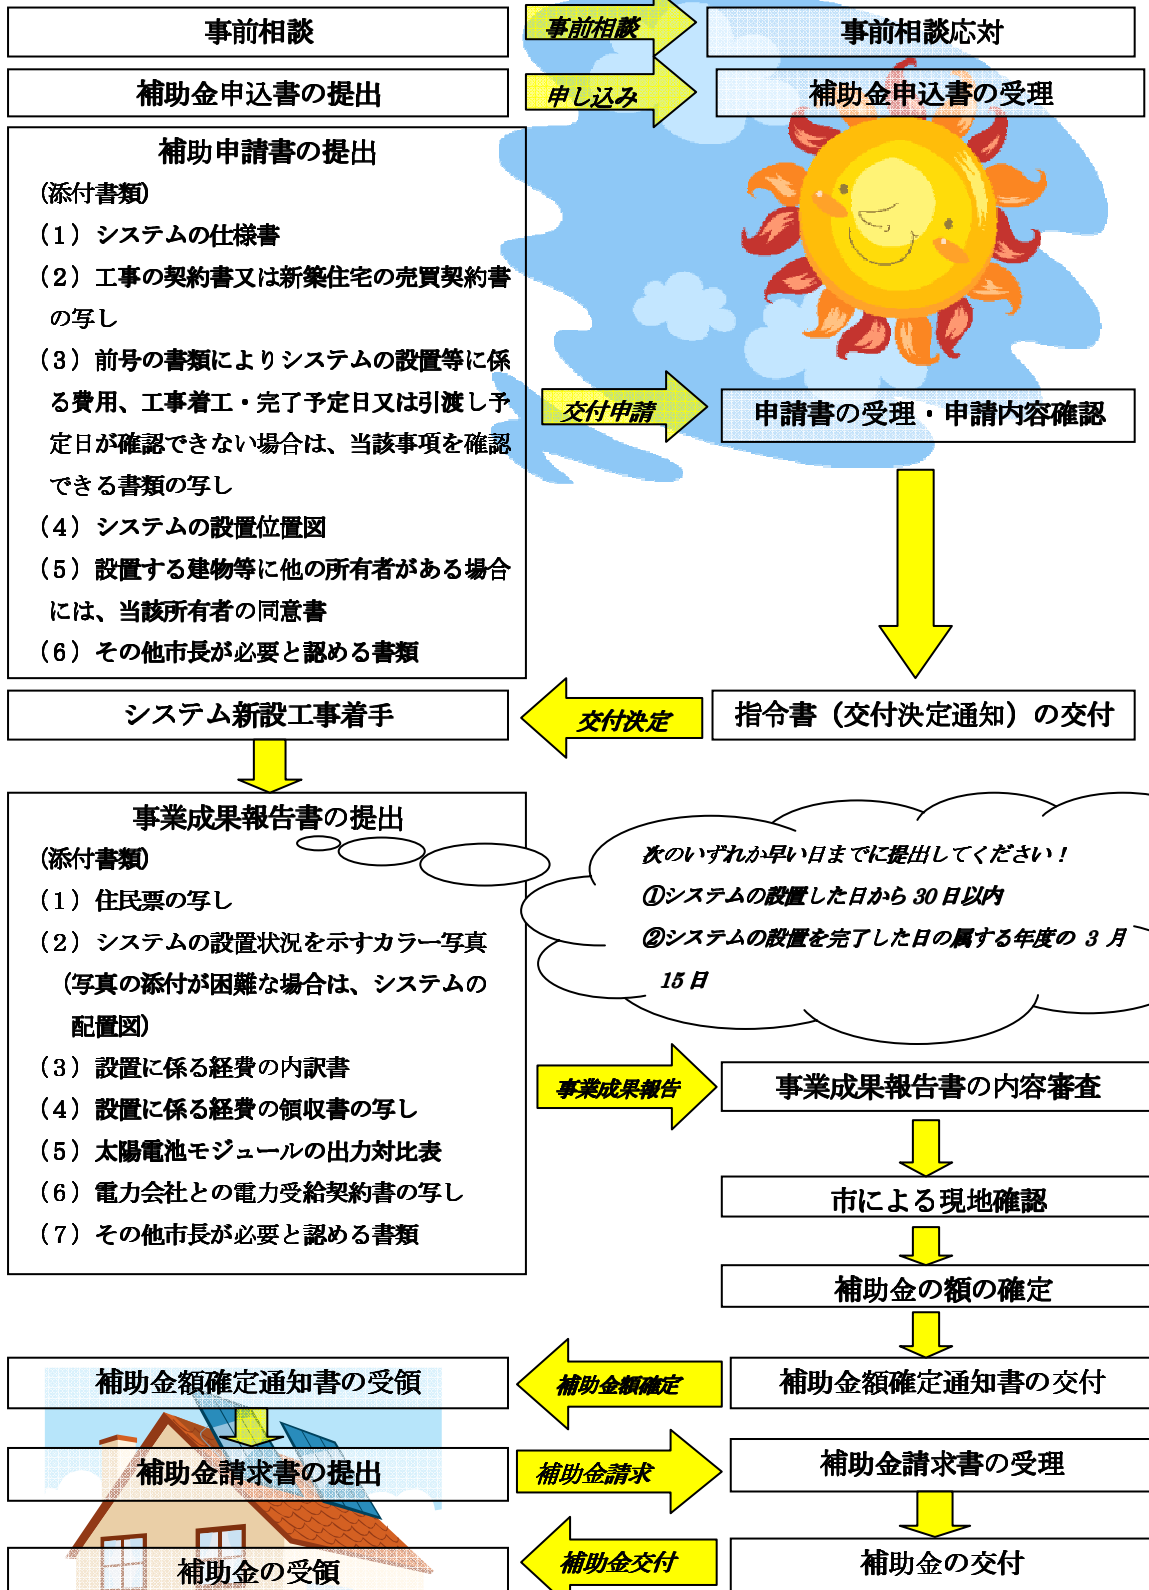 事前相談
事前相談
事前相談応対
補助金申込書の提出
申し込み
補助金申込書の受理
補助申請書の提出
(添付書類)
（１）システムの仕様書
（２）工事の契約書又は新築住宅の売買契約書
の写し
（３）前号の書類によりシステムの設置等に係
る費用、工事着工・完了予定日又は引渡し予
定日が確認できない場合は、当該事項を確認
できる書類の写し
（４）システムの設置位置図
（５）設置する建物等に他の所有者がある場合
には、当該所有者の同意書
（６）その他市長が必要と認める書類
交付申請
申請書の受理・申請内容確認
システム新設工事着手
交付決定
指令書（交付決定通知）の交付
事業成果報告書の提出
(添付書類)
（１）住民票の写し
（２）システムの設置状況を示すカラー写真
(写真の添付が困難な場合は、システムの
配置図)
（３）設置に係る経費の内訳書
（４）設置に係る経費の領収書の写し
（５）太陽電池モジュールの出力対比表
（６）電力会社との電力受給契約書の写し
（７）その他市長が必要と認める書類
次のいずれか早い日までに提出してください！
①システムの設置した日から 30 日以内
②システムの設置を完了した日の属する年度の 3 月
15 日
事業成果報告
事業成果報告書の内容審査
市による現地確認
補助金の額の確定
補助金額確定通知書の受領
補助金額確定
補助金額確定通知書の交付
補助金請求書の提出
補助金請求
補助金請求書の受理
補助金の受領
補助金交付
補助金の交付